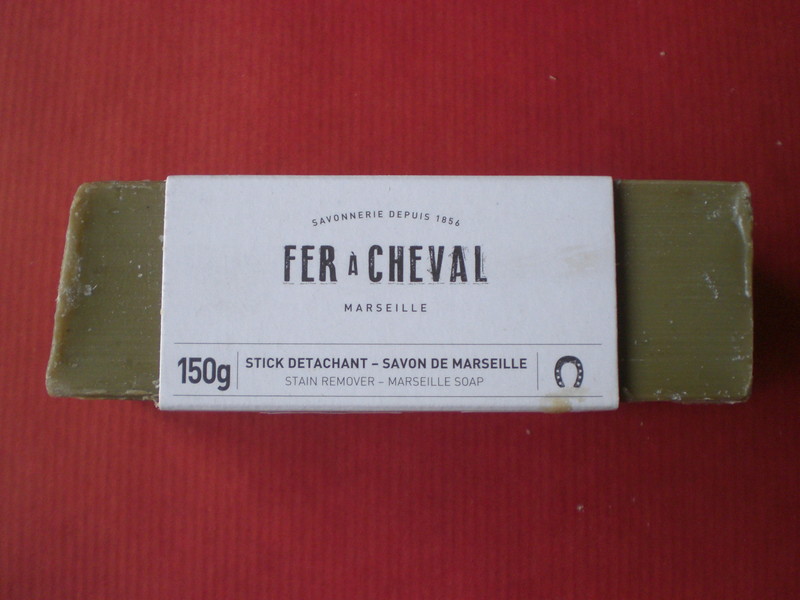 SAVONNERIE DEPUIS 1856
FER À CHEVAL
MARSEILLE
150g
STICK DETACHANT – SAVON DE MARSEILLE
STAIN REMOVER – MARSEILLE SOAP